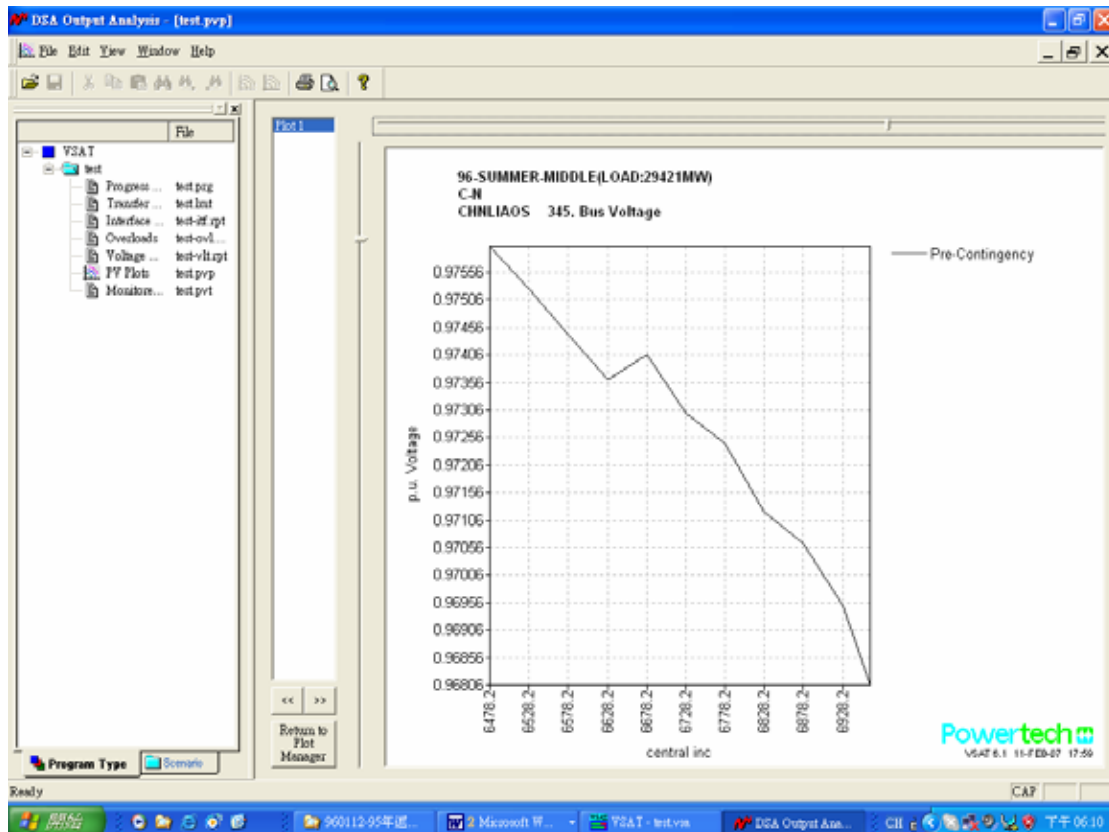 DSA Output Analysis - [test.pvp]
File Edit View Window Help
File
VSAT
test
Progress ... test.prg
Transfer ... test.lmt
Interface ... test-itf.rpt
Overloads test-ovl...
Voltage ... test-vlt.rpt
PV Plots test.pvp
Monitore... test.pvt
Program Type Scenario
Plot 1
<< >>
Return to
Plot
Manager
96-SUMMER-MIDDLE(LOAD:29421MW)
C-N
CHNLIAOS 345. Bus Voltage
Pre-Contingency
p.u. Voltage
0.97556
0.97506
0.97456
0.97406
0.97356
0.97306
0.97256
0.97206
0.97156
0.97106
0.97056
0.97006
0.96956
0.96906
0.96856
0.96806
6478.2 6528.2 6578.2 6628.2 6678.2 6728.2 6778.2 6828.2 6878.2 6928.2
central inc
Powertech
VSAT 6.1 11-FEB-07 17:59
Ready CAP
開始 960112-95年 2 Microsoft W... VSAT - test.vsa DSA Output Ana... CH 下午 06:10